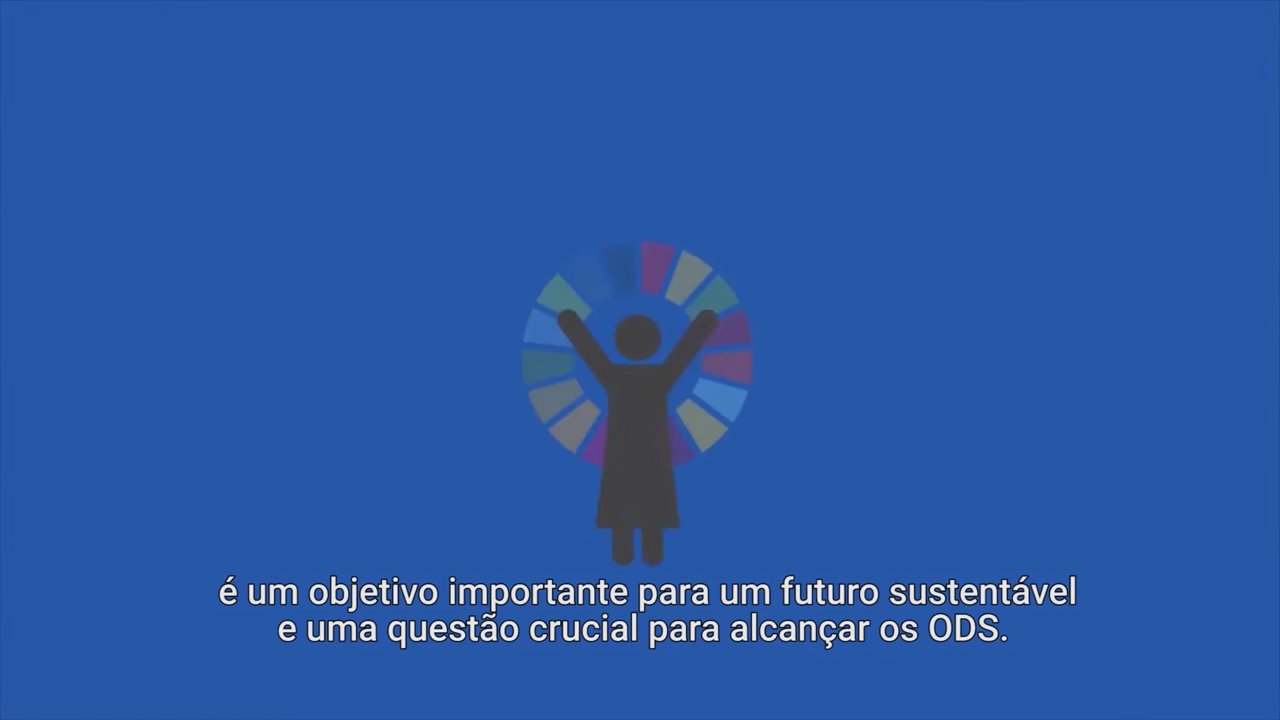 é um objetivo importante para um futuro sustentável
e uma questão crucial para alcançar os ODS.